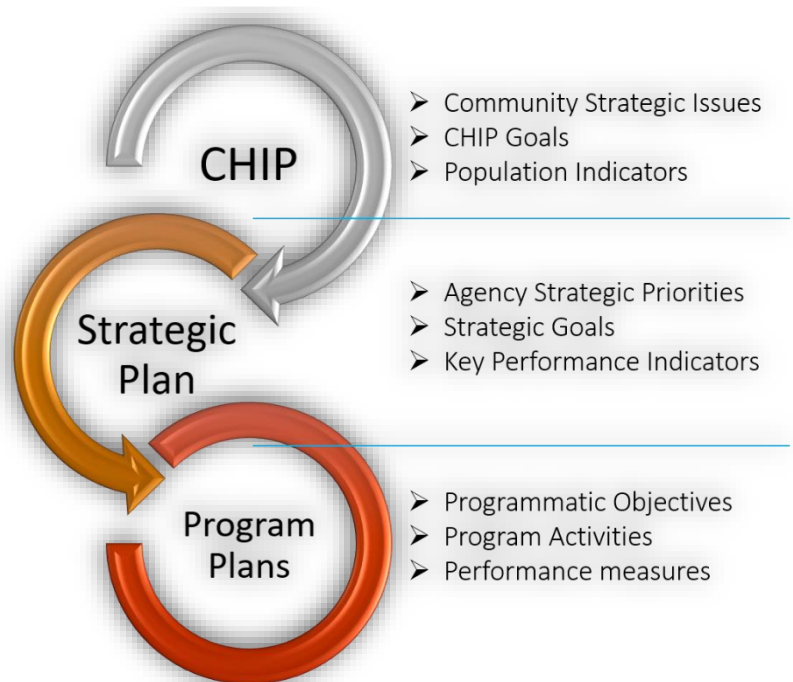 CHIP
➢ Community Strategic Issues
➢ CHIP Goals
➢ Population Indicators
Strategic
Plan
➢ Agency Strategic Priorities
➢ Strategic Goals
➢ Key Performance Indicators
Program
Plans
➢ Programmatic Objectives
➢ Program Activities
➢ Performance measures